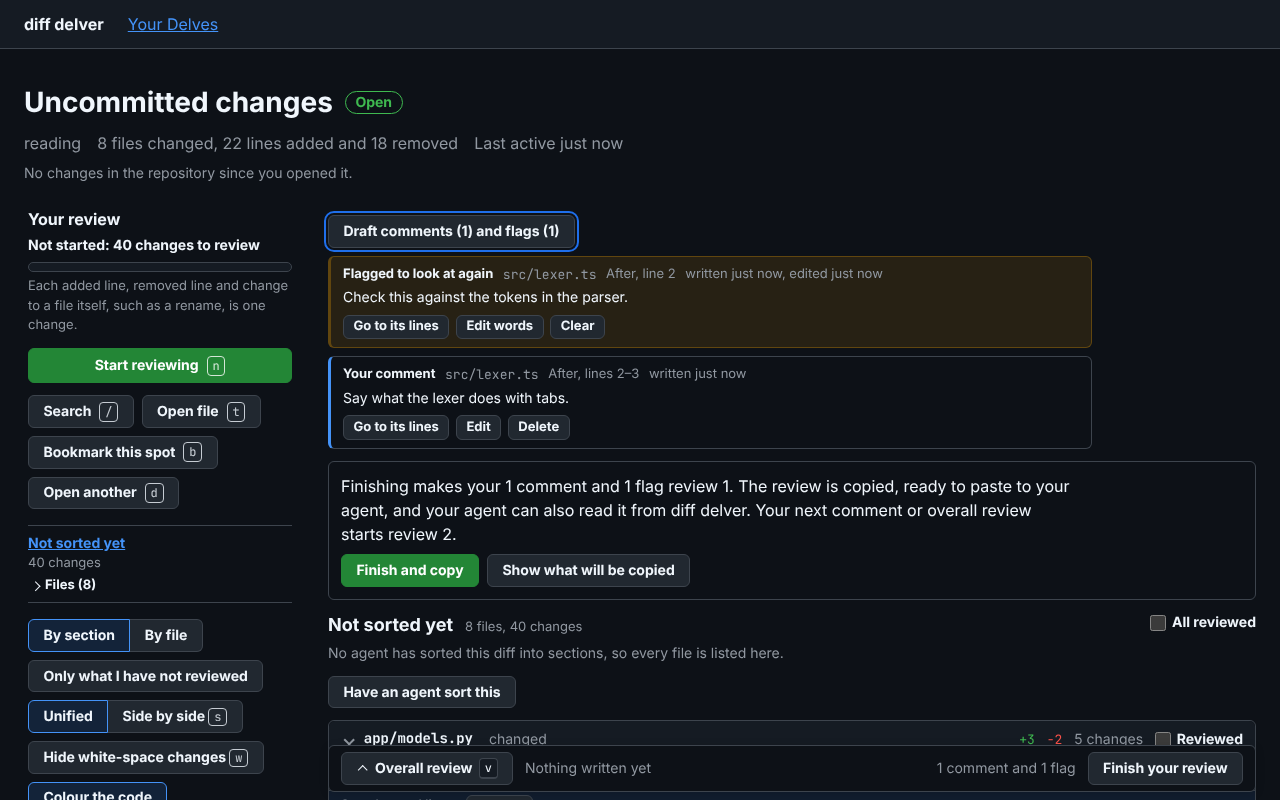 diff delver Your Delves
Uncommitted changes Open
reading 8 files changed, 22 lines added and 18 removed Last active just now
No changes in the repository since you opened it.
Your review
Not started: 40 changes to review
Each added line, removed line and change
to a file itself, such as a rename, is one
change.
Start reviewing n
Search / Open file t
Bookmark this spot b
Open another d
Not sorted yet
40 changes
Files (8)
By section By file
Only what I have not reviewed
Unified Side by side s
Hide white-space changes w
Colour the code
Draft comments (1) and flags (1)
Flagged to look at again src/lexer.ts After, line 2 written just now, edited just now
Check this against the tokens in the parser.
Go to its lines Edit words Clear
Your comment src/lexer.ts After, lines 2–3 written just now
Say what the lexer does with tabs.
Go to its lines Edit Delete
Finishing makes your 1 comment and 1 flag review 1. The review is copied, ready to paste to your
agent, and your agent can also read it from diff delver. Your next comment or overall review
starts review 2.
Finish and copy Show what will be copied
Not sorted yet 8 files, 40 changes All reviewed
No agent has sorted this diff into sections, so every file is listed here.
Have an agent sort this
app/models.py changed +3 -2 5 changes Reviewed
Overall review v Nothing written yet 1 comment and 1 flag Finish your review